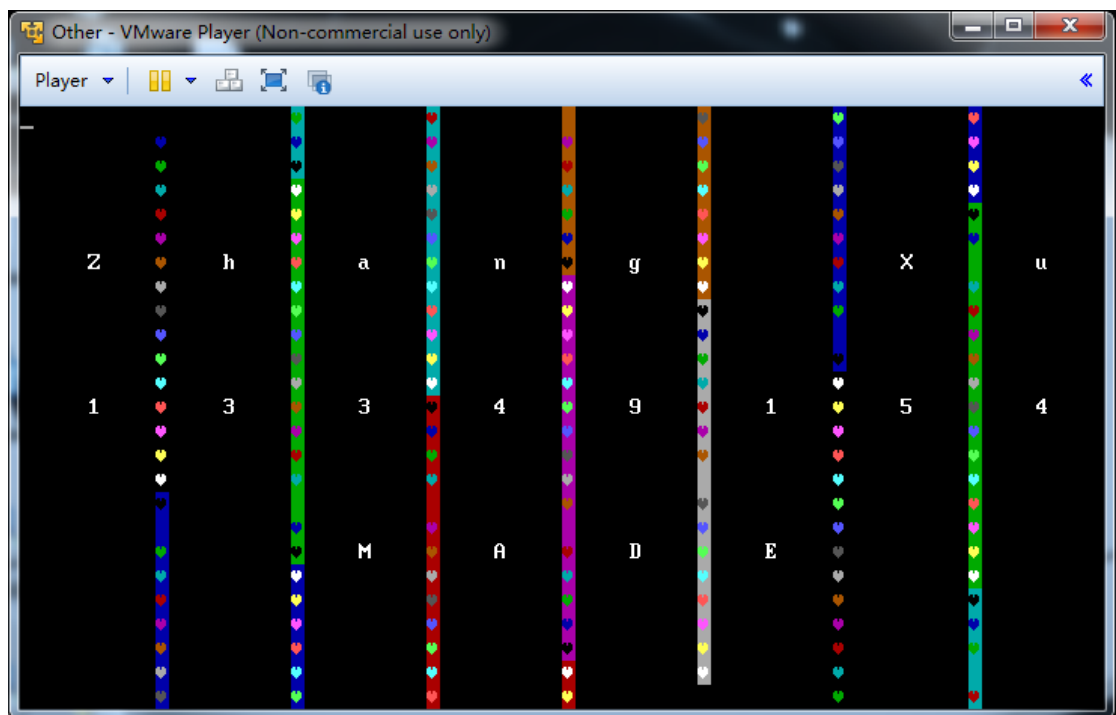 Other - VMware Player (Non-commercial use only)
Player
Z h a n g X u
1 3 3 4 9 1 5 4
M A D E